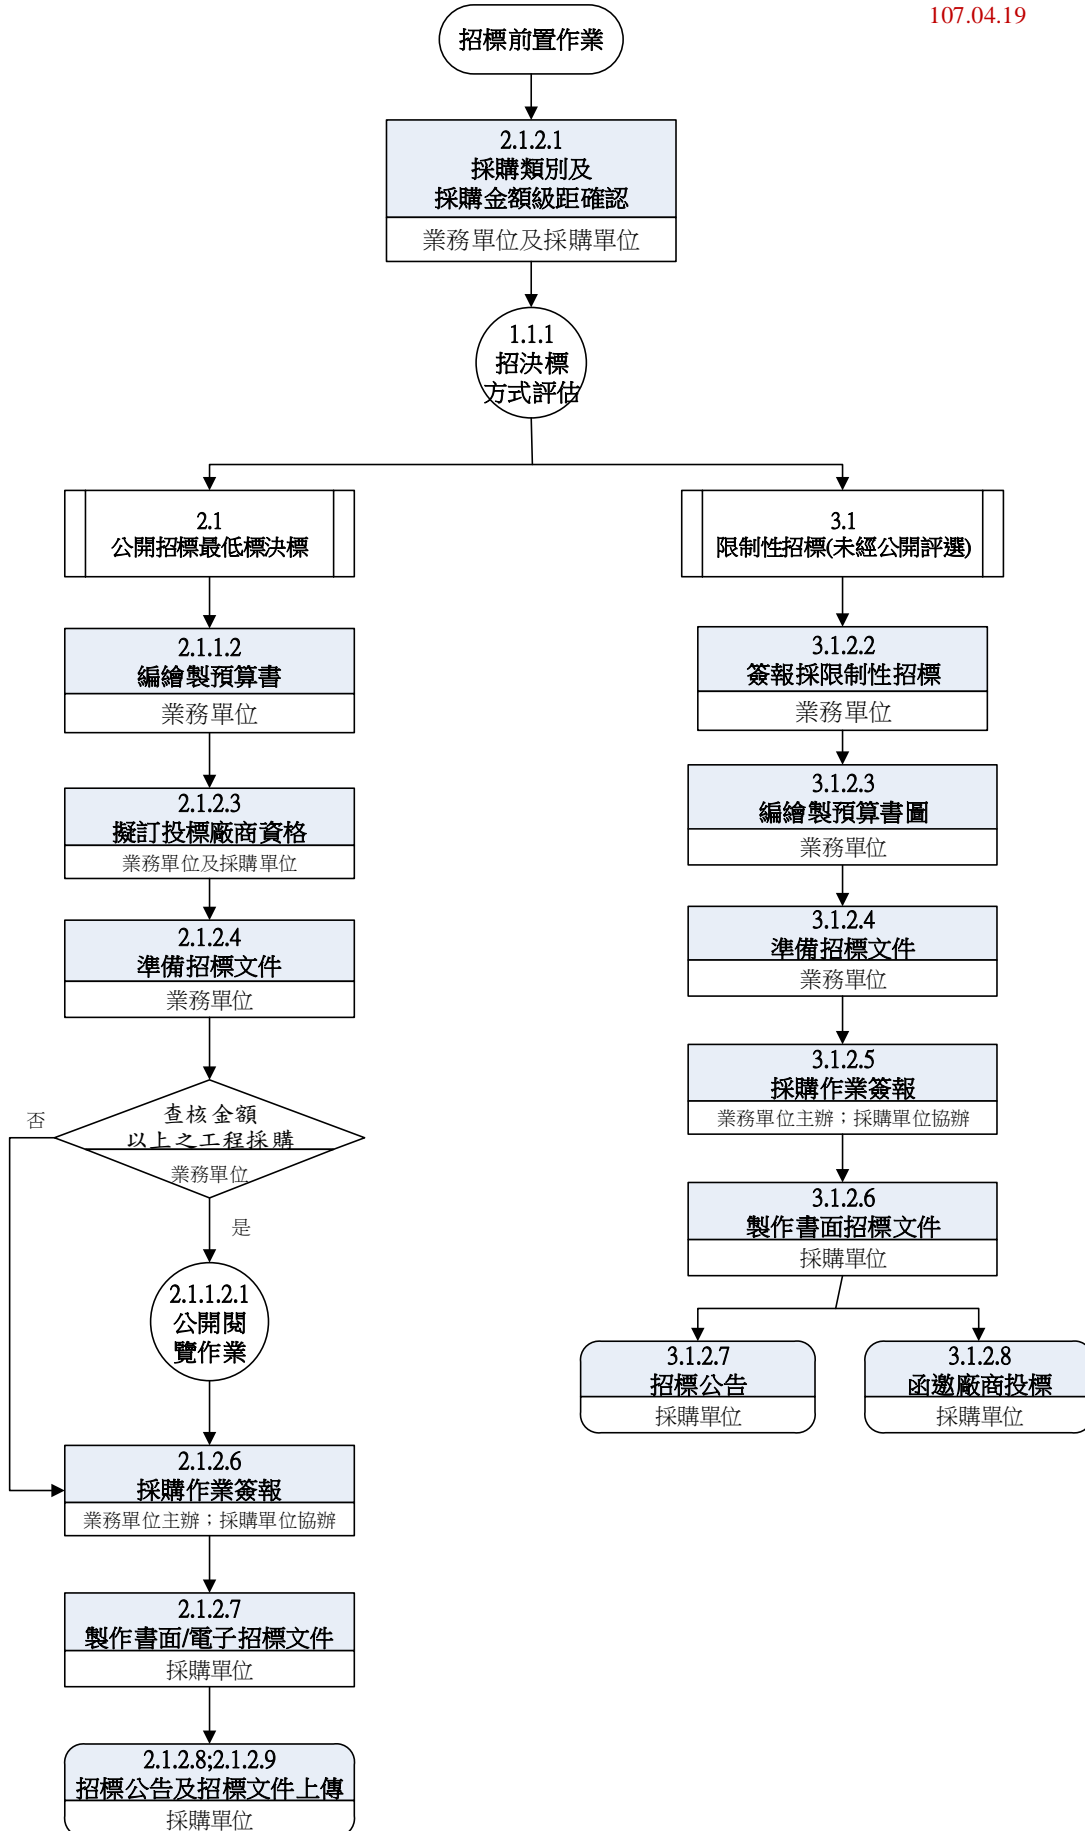 107.04.19
招標前置作業
2.1.2.1
採購類別及
採購金額級距確認
業務單位及採購單位
1.1.1
招決標
方式評估
2.1
公開招標最低標決標
2.1.1.2
編繪製預算書
業務單位
2.1.2.3
擬訂投標廠商資格
業務單位及採購單位
2.1.2.4
準備招標文件
業務單位
查核金額
以上之工程採購
業務單位
否
是
2.1.1.2.1
公開閱
覽作業
2.1.2.6
採購作業簽報
業務單位主辦；採購單位協辦
2.1.2.7
製作書面/電子招標文件
採購單位
2.1.2.8;2.1.2.9
招標公告及招標文件上傳
採購單位
3.1
限制性招標(未經公開評選)
3.1.2.2
簽報採限制性招標
業務單位
3.1.2.3
編繪製預算書圖
業務單位
3.1.2.4
準備招標文件
業務單位
3.1.2.5
採購作業簽報
業務單位主辦；採購單位協辦
3.1.2.6
製作書面招標文件
採購單位
3.1.2.7
招標公告
採購單位
3.1.2.8
函邀廠商投標
採購單位